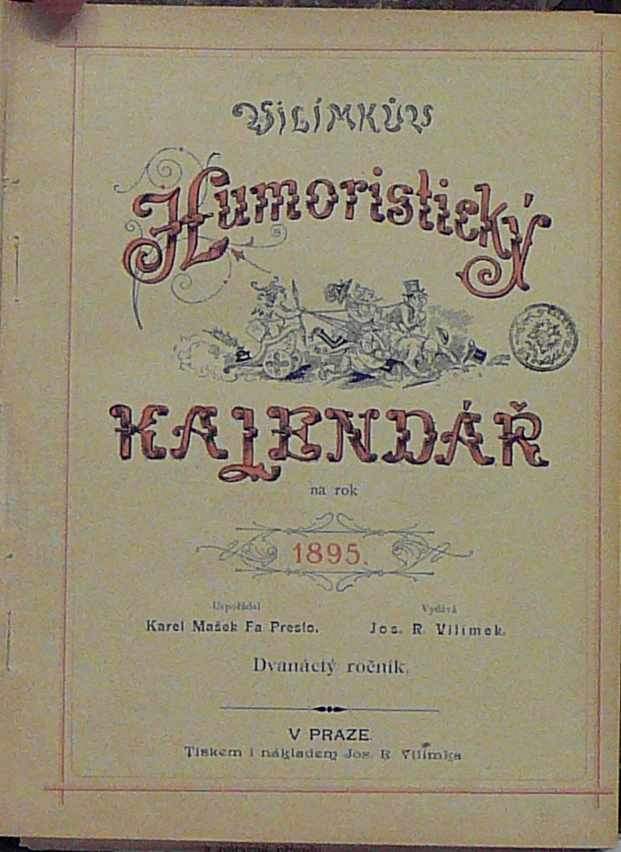 VILÍMKŮV
Humoristický
KALENDÁŘ
na rok
1895.
Uspořádal
Karel Mašek Fa Presto.
Vydává
Jos. R. Vilímek.
Dvanáctý ročník.
V PRAZE.
Tiskem i nákladem Jos. R. Vilímka